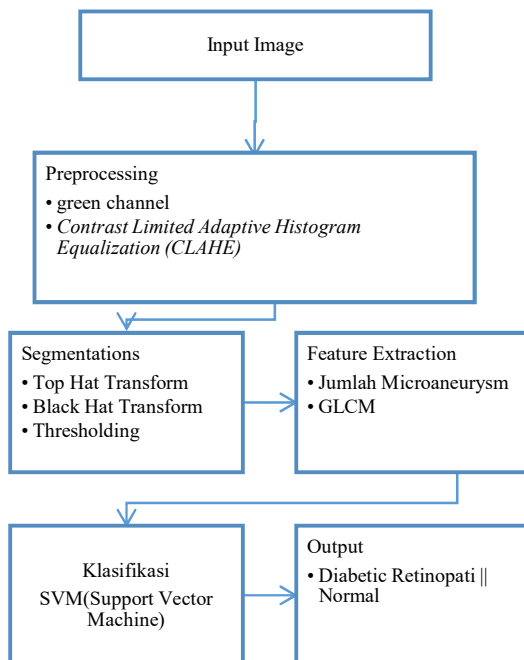 Input Image
Preprocessing
• green channel
• Contrast Limited Adaptive Histogram
Equalization (CLAHE)
Segmentations
• Top Hat Transform
• Black Hat Transform
• Thresholding
Feature Extraction
• Jumlah Microaneurysm
• GLCM
Klasifikasi
SVM(Support Vector
Machine)
Output
• Diabetic Retinopati ||
Normal